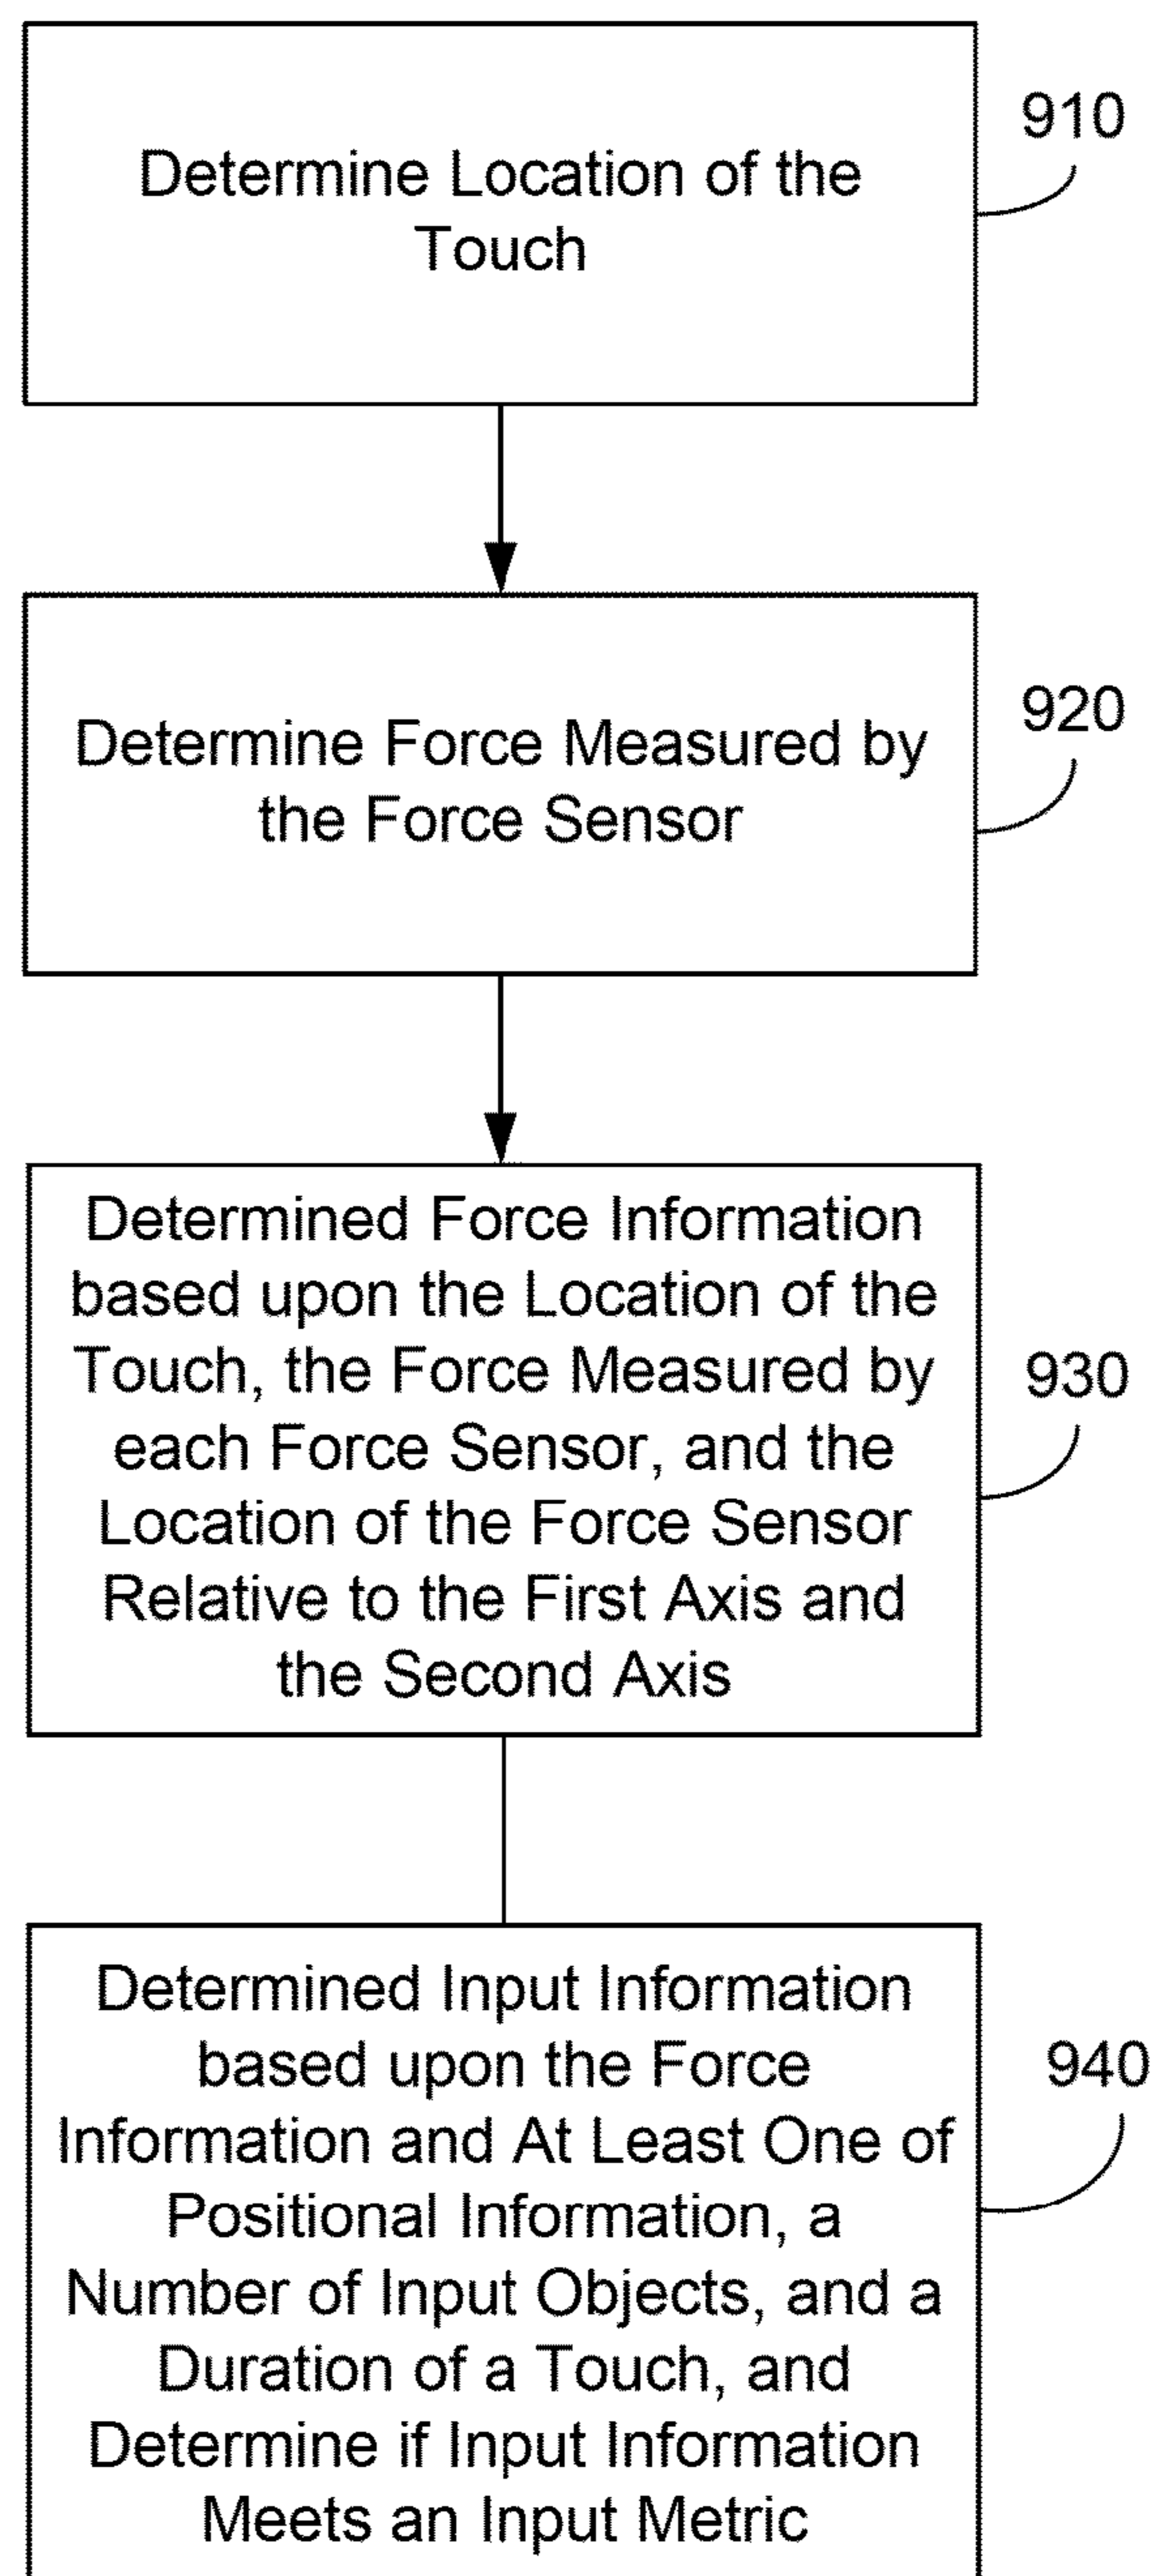 Determine Location of the
Touch
910
Determine Force Measured by
the Force Sensor
920
Determined Force Information
based upon the Location of the
Touch, the Force Measured by
each Force Sensor, and the
Location of the Force Sensor
Relative to the First Axis and
the Second Axis
930
Determined Input Information
based upon the Force
Information and At Least One of
Positional Information, a
Number of Input Objects, and a
Duration of a Touch, and
Determine if Input Information
Meets an Input Metric
940